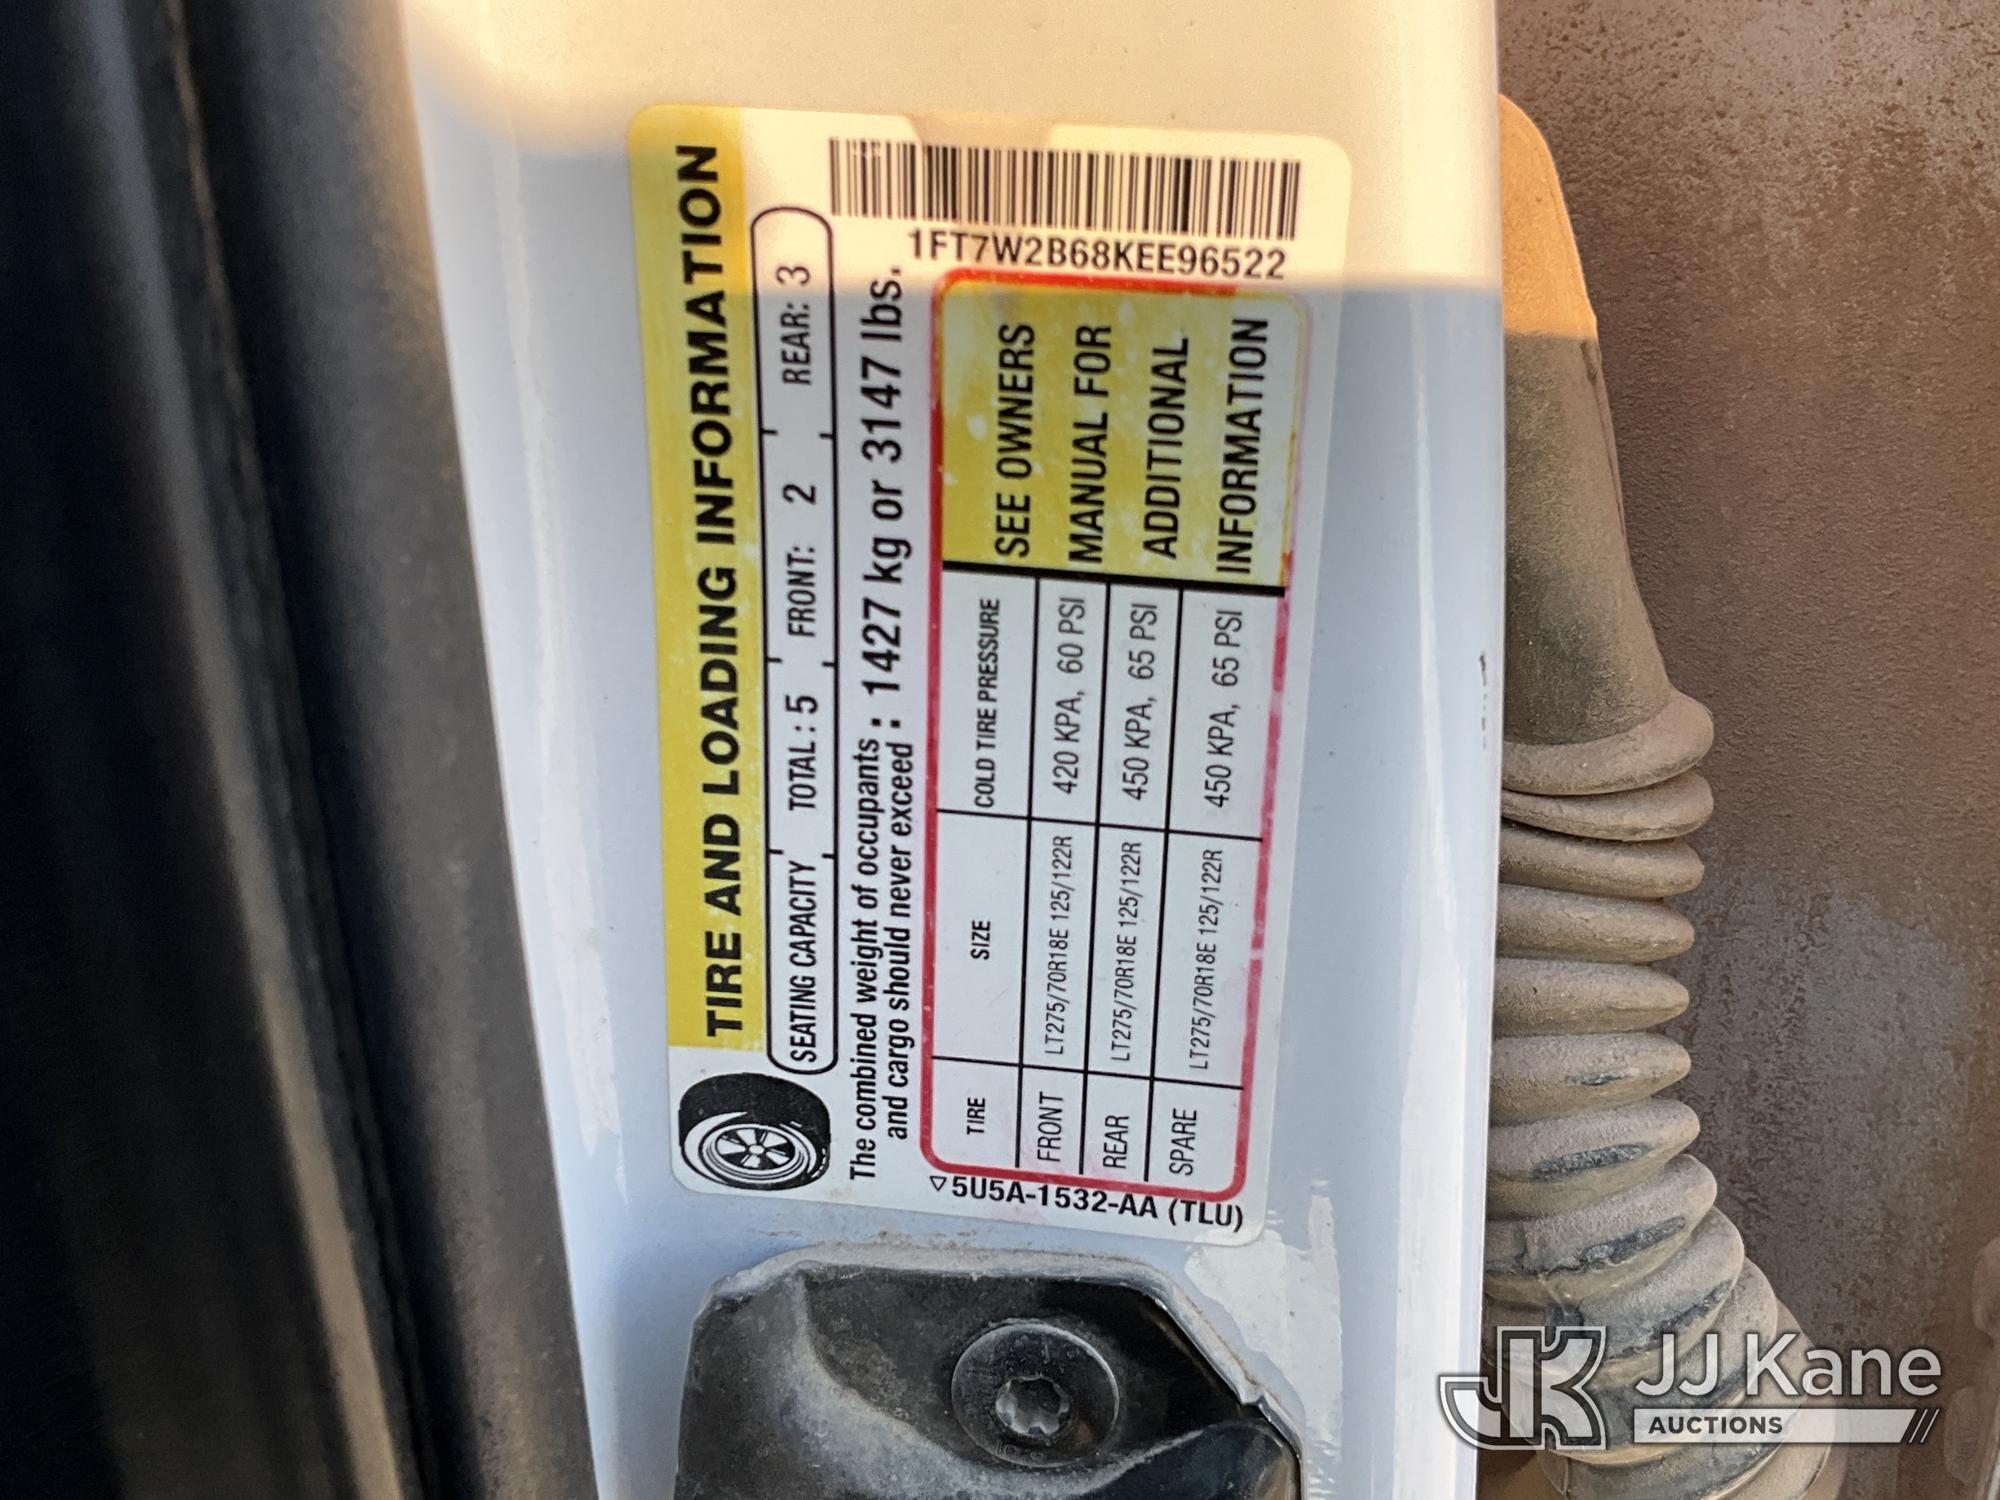 TIRE AND LOADING INFORMATION
SEATING CAPACITY TOTAL : 5 FRONT: 2 REAR: 3
The combined weight of occupants : 1427 kg or 3147 lbs.
and cargo should never exceed :
1FT7W2B68KEE96522
TIRE SIZE COLD TIRE PRESSURE
FRONT LT275/70R18E 125/122R 420 KPA, 60 PSI
REAR LT275/70R18E 125/122R 450 KPA, 65 PSI
SPARE LT275/70R18E 125/122R 450 KPA, 65 PSI
SEE OWNERS
MANUAL FOR
ADDITIONAL
INFORMATION
5U5A-1532-AA (TLU)
JK JJ Kane
AUCTIONS